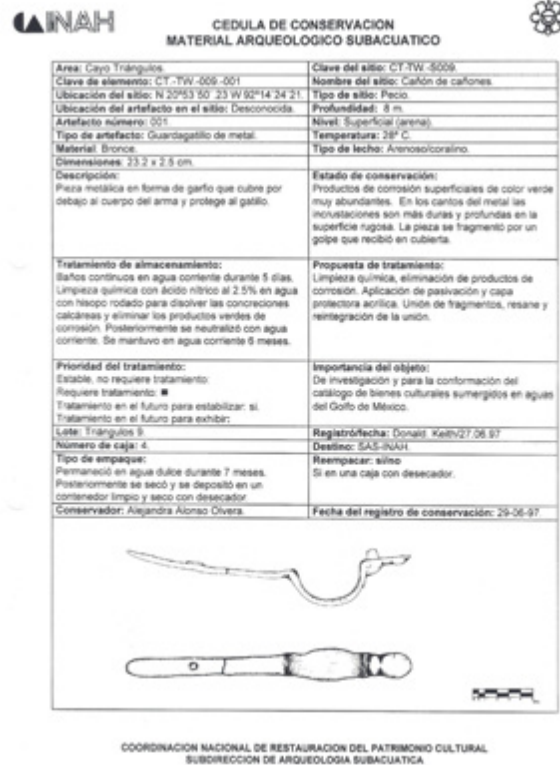 INAH
CEDULA DE CONSERVACION
MATERIAL ARQUEOLOGICO SUBACUATICO
Area: Cayo Triángulos.
Clave del sitio: CT-TW.-S009.
Clave de elemento: CT.-TW.-009.-001
Nombre del sitio: Cañón de cañones.
Ubicación del sitio: N 20º53´50´.23 W 92º14´24´21.
Tipo de sitio: Pecio.
Ubicación del artefacto en el sitio: Desconocida.
Profundidad: 8 m.
Artefacto número: 001.
Nivel: Superficial (arena).
Tipo de artefacto: Guardagatillo de metal.
Temperatura: 28º C.
Material: Bronce.
Tipo de lecho: Arenoso/coralino.
Dimensiones: 23.2 x 2.5 cm.
Descripción:
Pieza metálica en forma de garfio que cubre por
debajo al cuerpo del arma y protege al gatillo.
Estado de conservación:
Productos de corrosión superficiales de color verde
muy abundantes. En los cantos del metal las
incrustaciones son más duras y profundas en la
superficie rugosa. La pieza se fragmentó por un
golpe que recibió en cubierta.
Tratamiento de almacenamiento:
Baños continuos en agua corriente durante 5 días.
Limpieza química con ácido nítrico al 2.5% en agua
con hisopo rodado para disolver las concreciones
calcáreas y eliminar los productos verdes de
corrosión. Posteriormente se neutralizó con agua
corriente. Se mantuvo en agua corriente 6 meses.
Propuesta de tratamiento:
Limpieza química, eliminación de productos de
corrosión. Aplicación de pasivación y capa
protectora acrílica. Unión de fragmentos, resane y
reintegración de la unión.
Prioridad del tratamiento:
Estable, no requiere tratamiento:
Requiere tratamiento: ■
Tratamiento en el futuro para estabilizar: si.
Tratamiento en el futuro para exhibir:
Importancia del objeto:
De investigación y para la conformación del
catálogo de bienes culturales sumergidos en aguas
del Golfo de México.
Lote: Triángulos 9.
Registró/fecha: Donald Keith/27.06.97
Número de caja: 4.
Destino: SAS-INAH.
Tipo de empaque:
Permaneció en agua dulce durante 7 meses.
Posteriormente se secó y se depositó en un
contenedor limpio y seco con desecador.
Reempacar: si/no
Si en una caja con desecador.
Conservador: Alejandra Alonso Olvera.
Fecha del registro de conservación: 29-06-97.
COORDINACION NACIONAL DE RESTAURACION DEL PATRIMONIO CULTURAL
SUBDIRECCION DE ARQUEOLOGIA SUBACUATICA